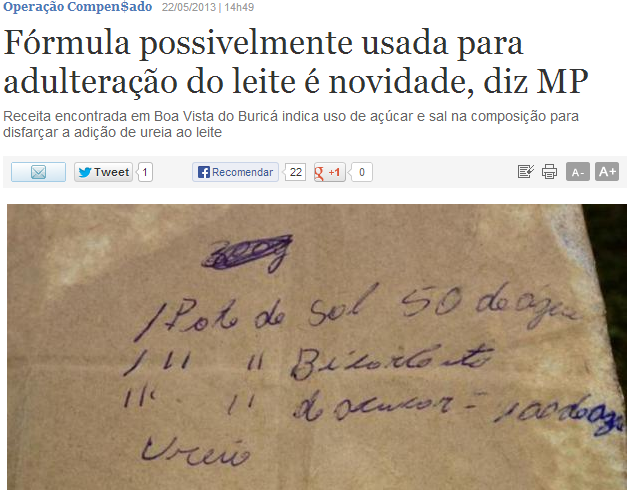 Operação Compen$ado 22/05/2013 | 14h49
Fórmula possivelmente usada para
adulteração do leite é novidade, diz MP
Receita encontrada em Boa Vista do Buricá indica uso de açúcar e sal na composição para
disfarçar a adição de ureia ao leite
Tweet 1 Recomendar 22 +1 0 A- A+
300g
1 Pote de sal 50 de água
1 " " Bicarbonato
1 " " de acucar = 100 de agu
Ureia